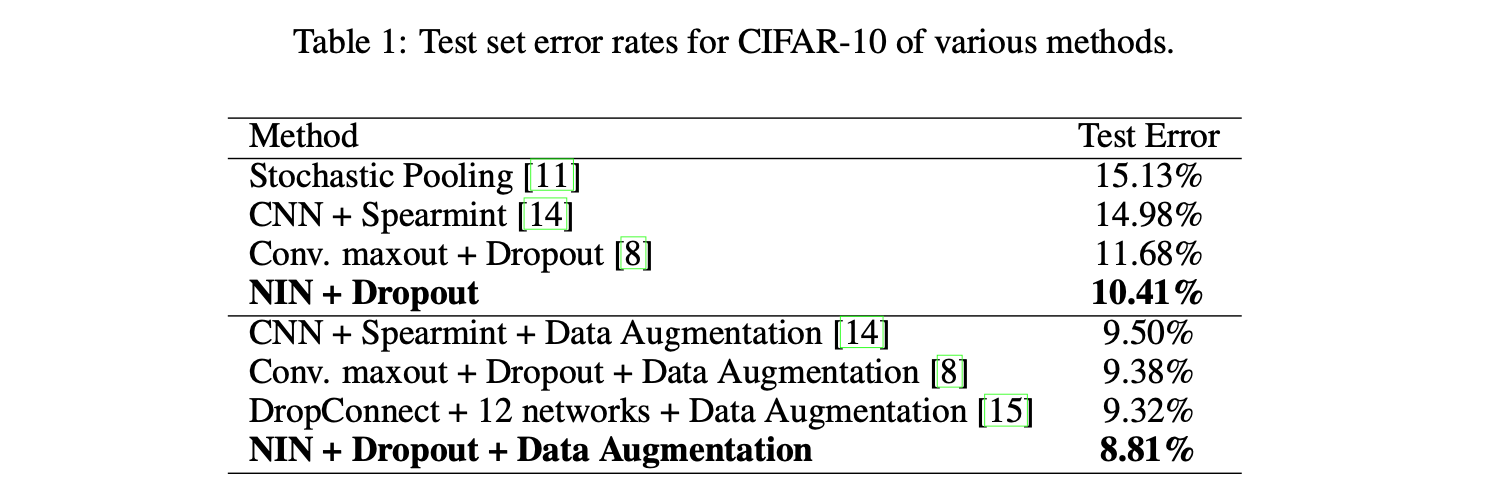 Table 1: Test set error rates for CIFAR-10 of various methods.
Method Test Error
Stochastic Pooling [11] 15.13%
CNN + Spearmint [14] 14.98%
Conv. maxout + Dropout [8] 11.68%
NIN + Dropout 10.41%
CNN + Spearmint + Data Augmentation [14] 9.50%
Conv. maxout + Dropout + Data Augmentation [8] 9.38%
DropConnect + 12 networks + Data Augmentation [15] 9.32%
NIN + Dropout + Data Augmentation 8.81%